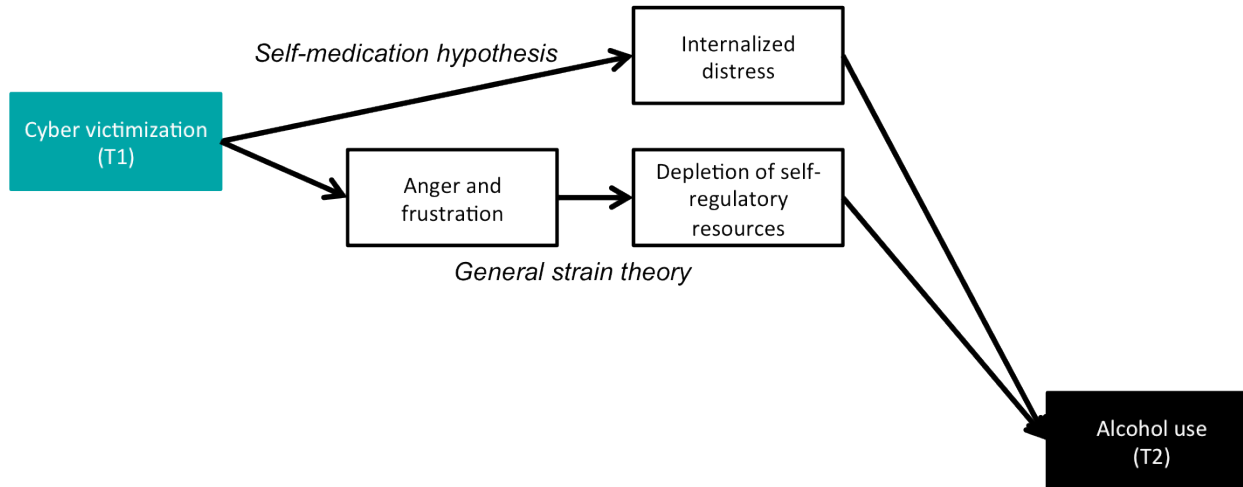 Self-medication hypothesis
Internalized
distress
Cyber victimization
(T1)
Anger and
frustration
Depletion of self-
regulatory
resources
General strain theory
Alcohol use
(T2)